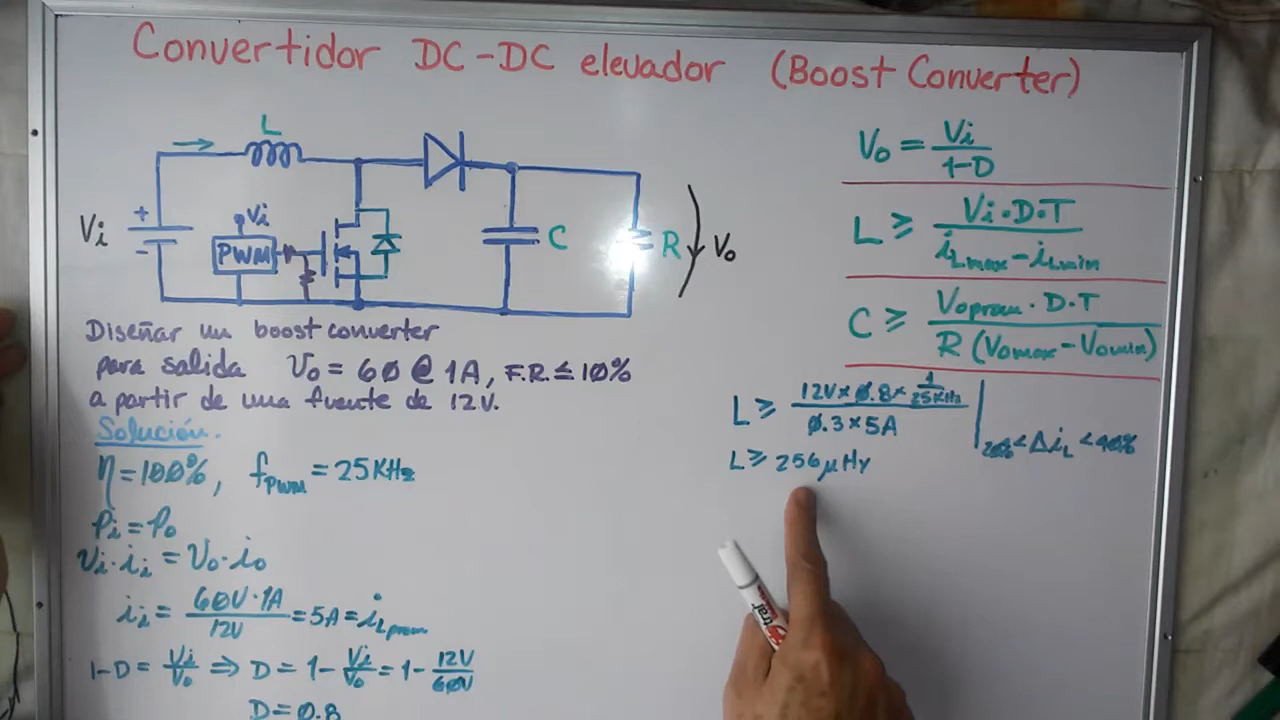 Convertidor DC-DC elevador (Boost Converter)
L
Vi
+
-
Vi
PWM
C
R
Vo
Diseñar un boost converter
para salida Vo = 60 @ 1A, F.R. ≤ 10%
a partir de una fuente de 12V.
Solución.
η = 100%, fPWM = 25KHz
Pi = Po
Vi·ii = Vo·io
ii = 60V·1A / 12V = 5A = iLprom
1-D = Vi/Vo ⇒ D = 1 - Vi/Vo = 1 - 12V/60V
D = 0.8
Vo = Vi / 1-D
L ≥ Vi·D·T / iLmax - iLmin
C ≥ Voprom·D·T / R (Vomax - Vomin)
L ≥ 12V × 0.8 × 1/25KHz / 0.3 × 5A | 20% < ΔiL < 40%
L ≥ 256μHy